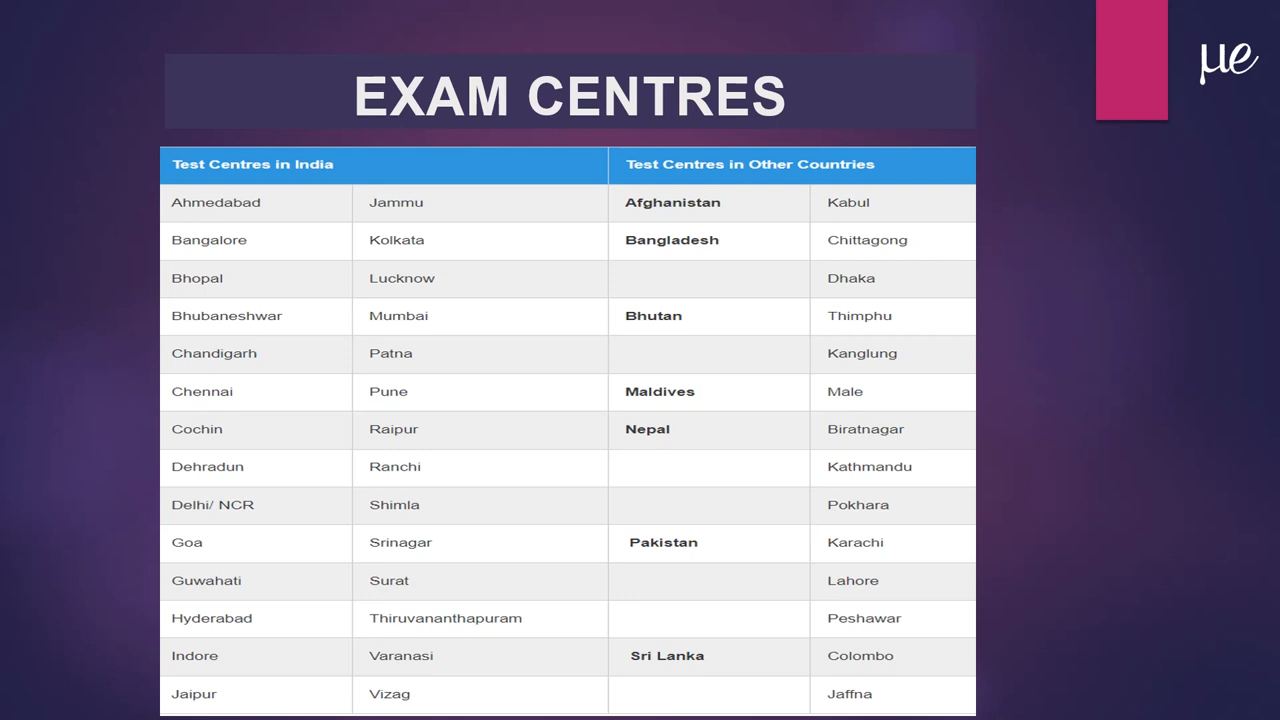 µe
EXAM CENTRES
Test Centres in India Test Centres in Other Countries
Ahmedabad Jammu Afghanistan Kabul
Bangalore Kolkata Bangladesh Chittagong
Bhopal Lucknow Dhaka
Bhubaneshwar Mumbai Bhutan Thimphu
Chandigarh Patna Kanglung
Chennai Pune Maldives Male
Cochin Raipur Nepal Biratnagar
Dehradun Ranchi Kathmandu
Delhi/ NCR Shimla Pokhara
Goa Srinagar Pakistan Karachi
Guwahati Surat Lahore
Hyderabad Thiruvananthapuram Peshawar
Indore Varanasi Sri Lanka Colombo
Jaipur Vizag Jaffna